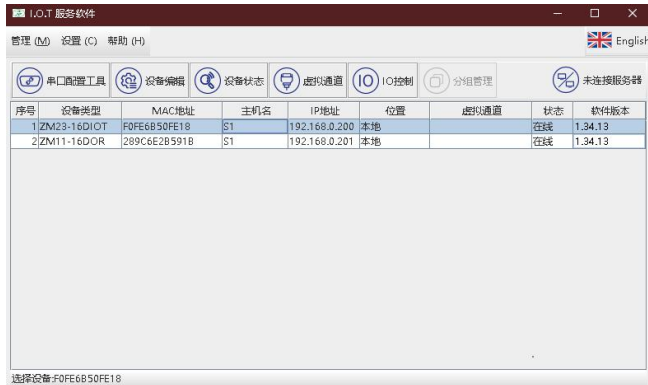 I.O.T 服务软件
管理 (M) 设置 (C) 帮助 (H) English
串口配置工具 设备编辑 设备状态 虚拟通道 IO IO控制 分组管理 未连接服务器
序号 设备类型 MAC地址 主机名 IP地址 位置 虚拟通道 状态 软件版本
1 ZM23-16DIOT F0FE6B50FE18 S1 192.168.0.200 本地 在线 1.34.13
2 ZM11-16DOR 289C6E2B591B S1 192.168.0.201 本地 在线 1.34.13
选择设备:F0FE6B50FE18